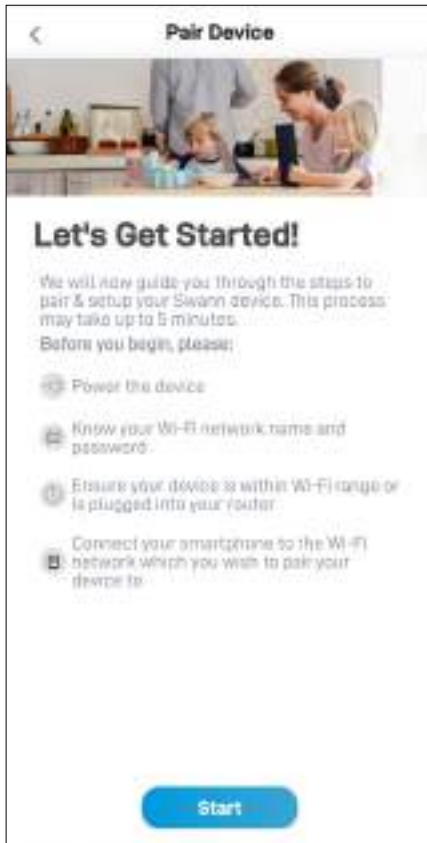 Pair Device
Let's Get Started!
We will now guide you through the steps to
pair & setup your Swann device. This process
may take up to 5 minutes.
Before you begin, please:
Power the device
Know your Wi-Fi network name and
password
Ensure your device is within Wi-Fi range or
is plugged into your router
Connect your smartphone to the Wi-Fi
network which you wish to pair your
device to
Start